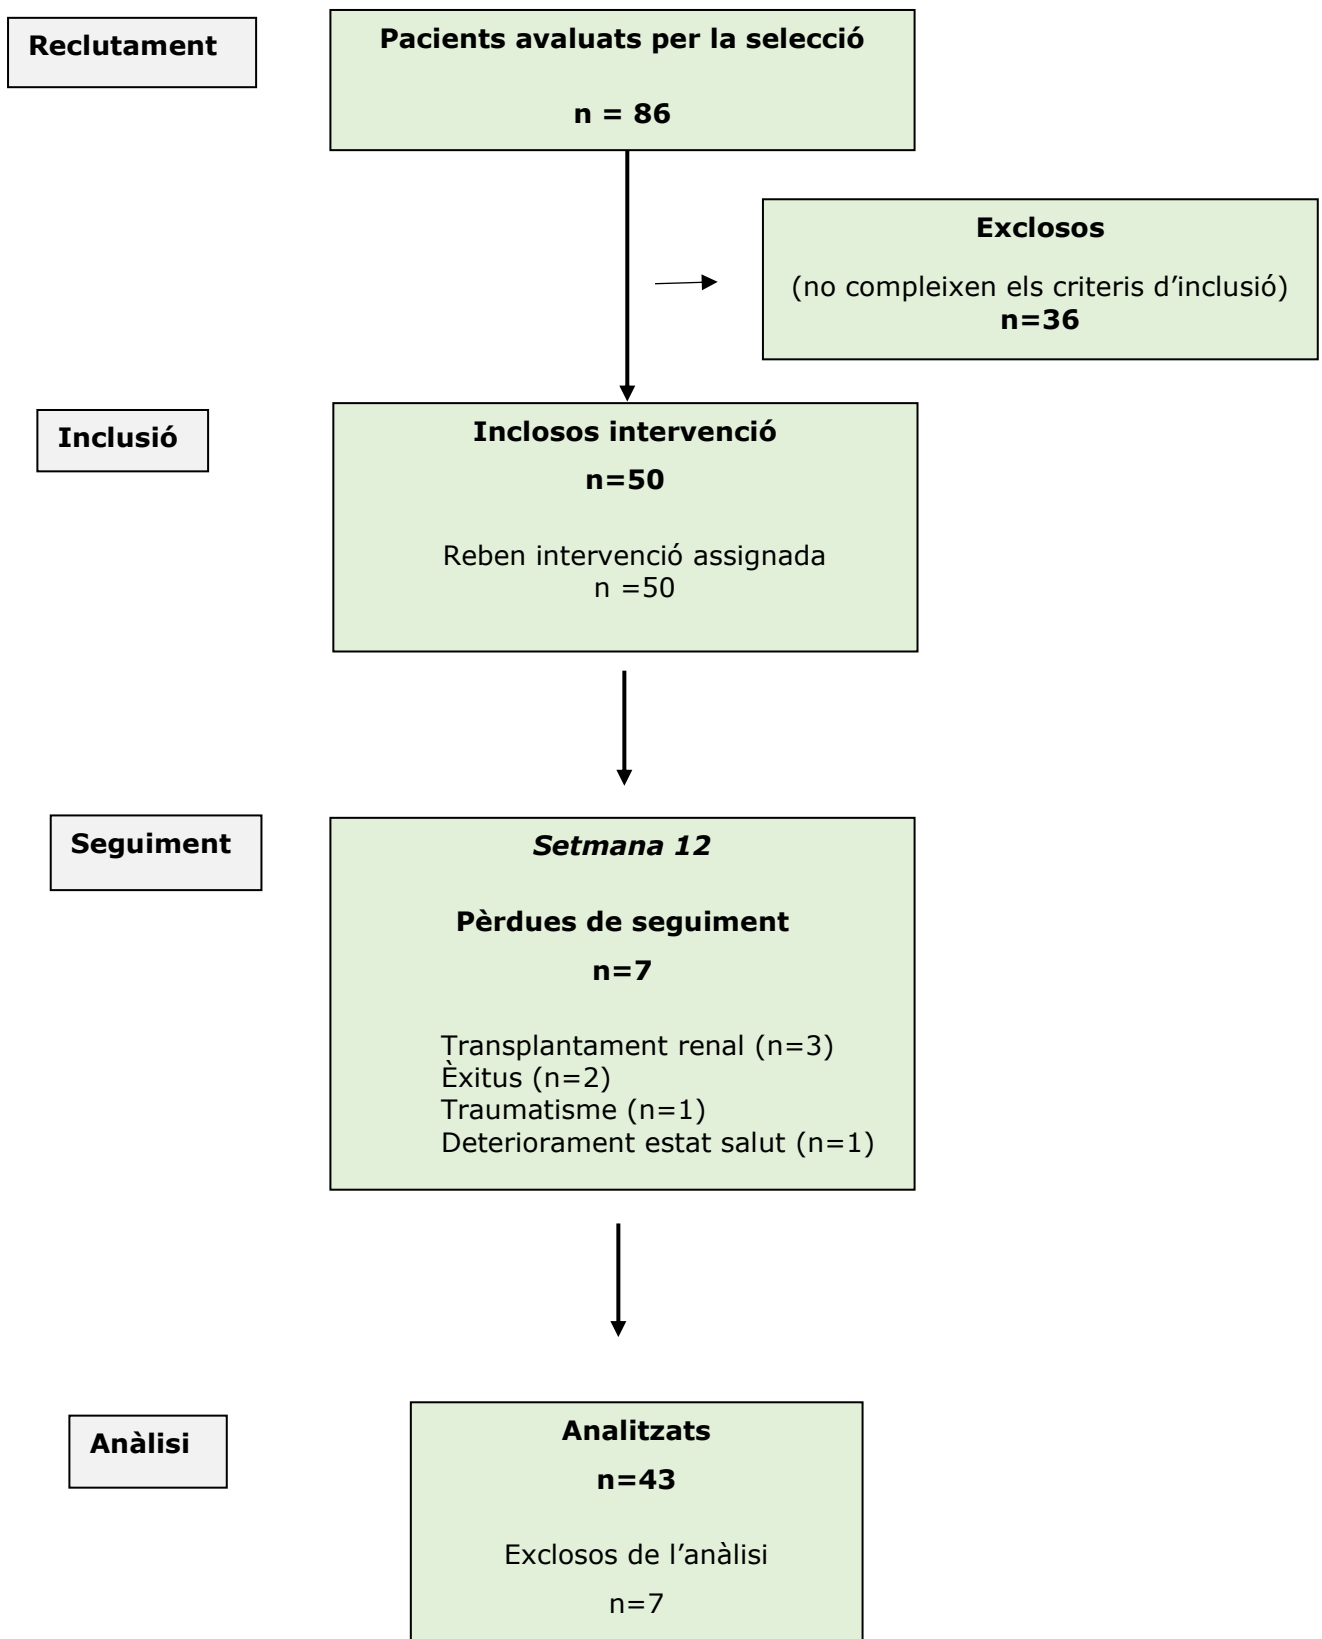 Reclutament
Pacients avaluats per la selecció
n = 86
Exclosos
(no compleixen els criteris d’inclusió)
n=36
Inclusió
Inclosos intervenció
n=50
Reben intervenció assignada
n =50
Seguiment
Setmana 12
Pèrdues de seguiment
n=7
Transplantament renal (n=3)
Èxitus (n=2)
Traumatisme (n=1)
Deteriorament estat salut (n=1)
Anàlisi
Analitzats
n=43
Exclosos de l’anàlisi
n=7